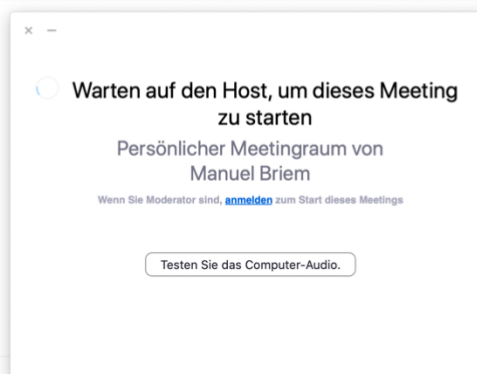 Warten auf den Host, um dieses Meeting
zu starten
Persönlicher Meetingraum von
Manuel Briem
Wenn Sie Moderator sind, anmelden zum Start dieses Meetings
Testen Sie das Computer-Audio.